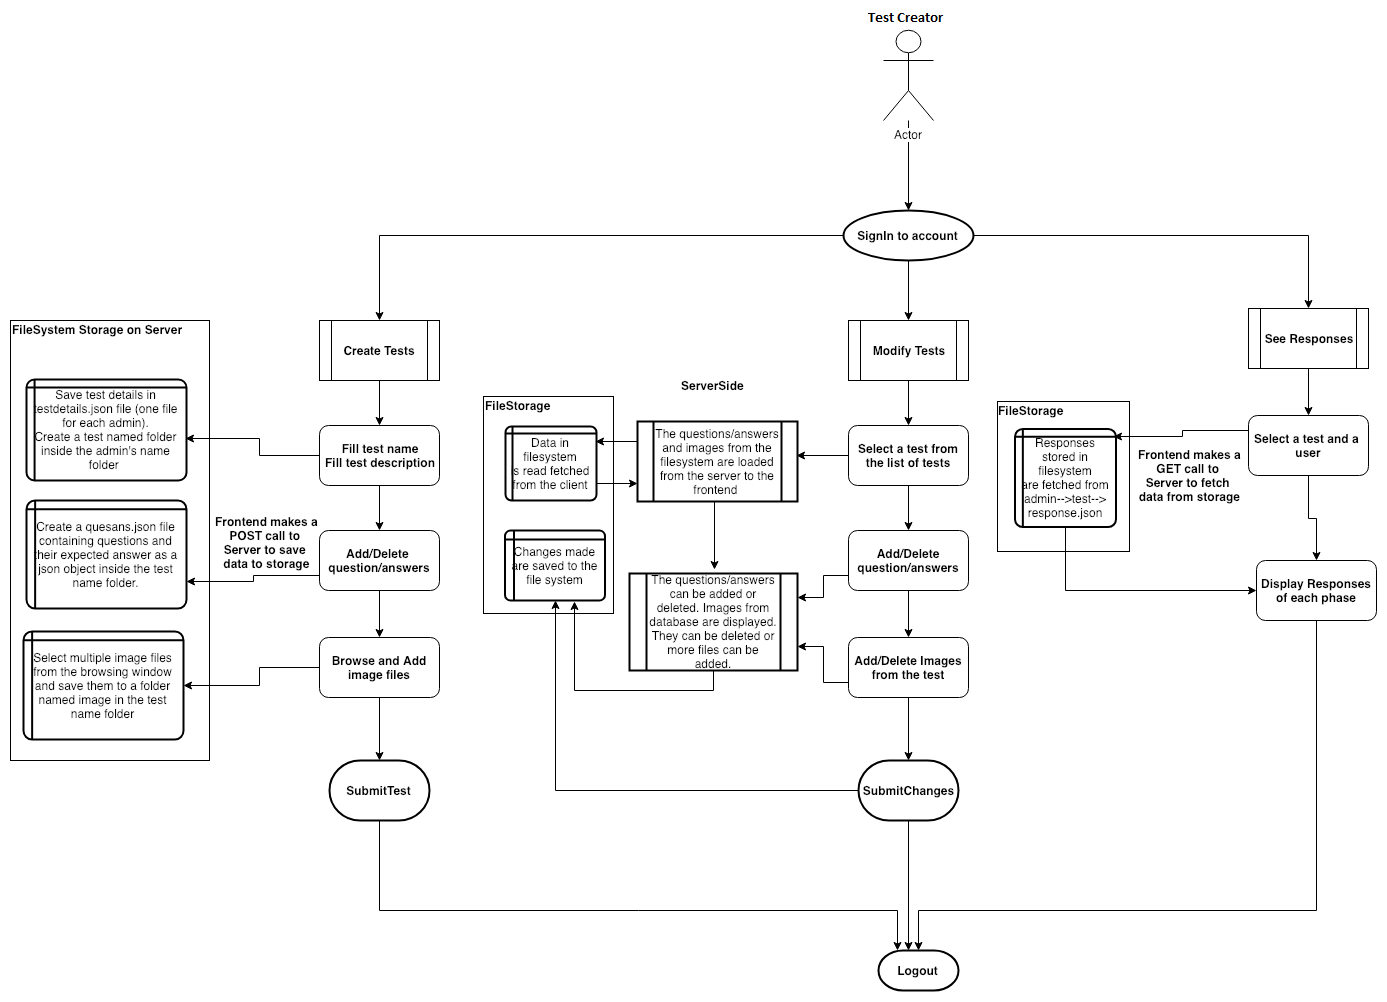 Test Creator
Actor
SignIn to account
FileSystem Storage on Server
Save test details in
testdetails.json file (one file
for each admin).
Create a test named folder
inside the admin's name
folder
Create a quesans.json file
containing questions and
their expected answer as a
json object inside the test
name folder.
Select multiple image files
from the browsing window
and save them to a folder
named image in the test
name folder
Frontend makes a
POST call to
Server to save
data to storage
Create Tests
Fill test name
Fill test description
Add/Delete
question/answers
Browse and Add
image files
SubmitTest
ServerSide
FileStorage
Data in
filesystem
is read fetched
from the client
Changes made
are saved to the
file system
The questions/answers
and images from the
filesystem are loaded
from the server to the
frontend
The questions/answers
can be added or
deleted. Images from
database are displayed.
They can be deleted or
more files can be
added.
Modify Tests
Select a test from
the list of tests
Add/Delete
question/answers
Add/Delete Images
from the test
SubmitChanges
FileStorage
Responses
stored in
filesystem
are fetched from
admin-->test-->
response.json
Frontend makes a
GET call to
Server to fetch
data from storage
See Responses
Select a test and a
user
Display Responses
of each phase
Logout